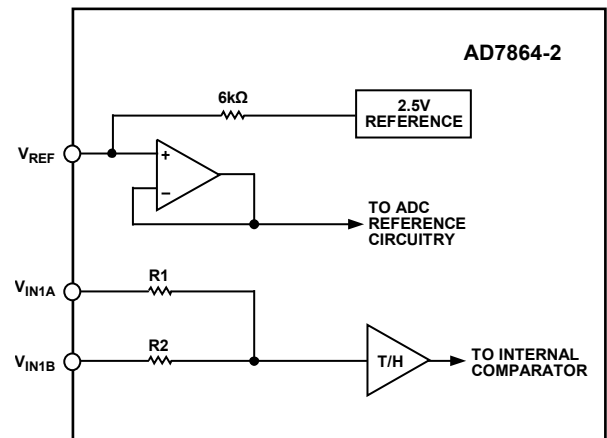 AD7864-2
6kΩ
2.5V
REFERENCE
VREF
+
–
TO ADC
REFERENCE
CIRCUITRY
VIN1A
R1
VIN1B
R2
T/H
TO INTERNAL
COMPARATOR